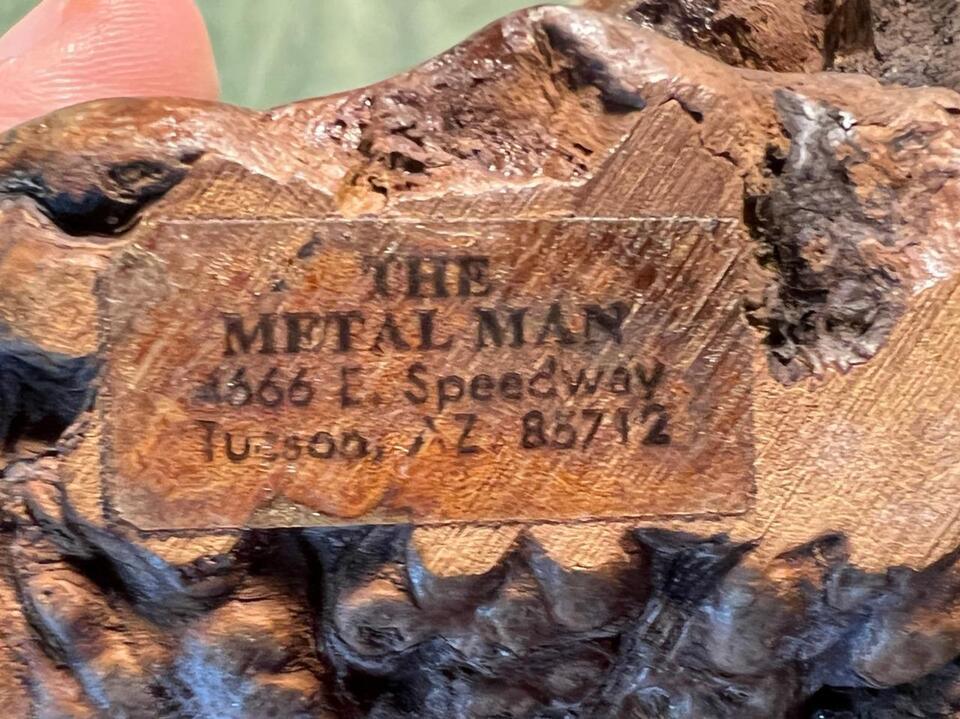 THE
METAL MAN
4666 E. Speedway
Tucson, AZ 85712